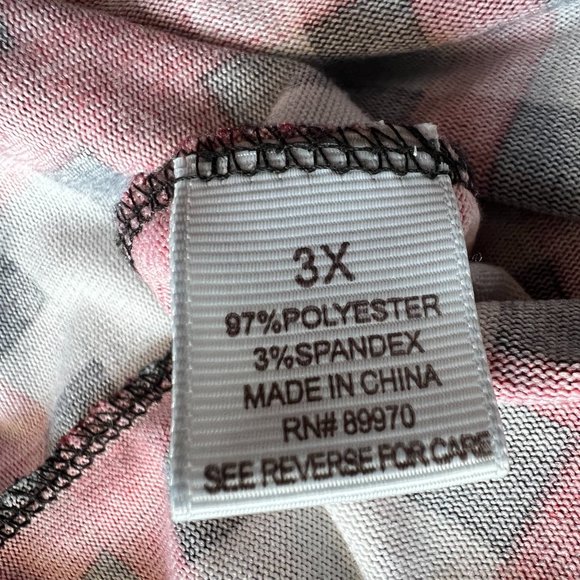 3X
97%POLYESTER
3%SPANDEX
MADE IN CHINA
RN# 89970
SEE REVERSE FOR CARE